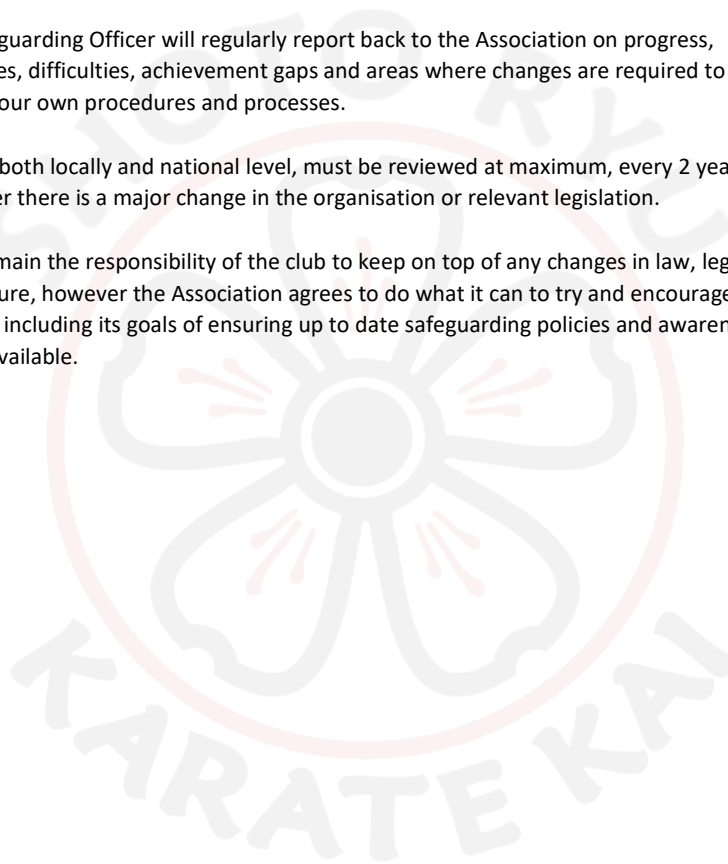 guarding Officer will regularly report back to the Association on progress,
es, difficulties, achievement gaps and areas where changes are required to
our own procedures and processes.
both locally and national level, must be reviewed at maximum, every 2 yea
er there is a major change in the organisation or relevant legislation.
main the responsibility of the club to keep on top of any changes in law, leg
ure, however the Association agrees to do what it can to try and encourage
including its goals of ensuring up to date safeguarding policies and awaren
vailable.
SHOTO RYU
KARATE KAI